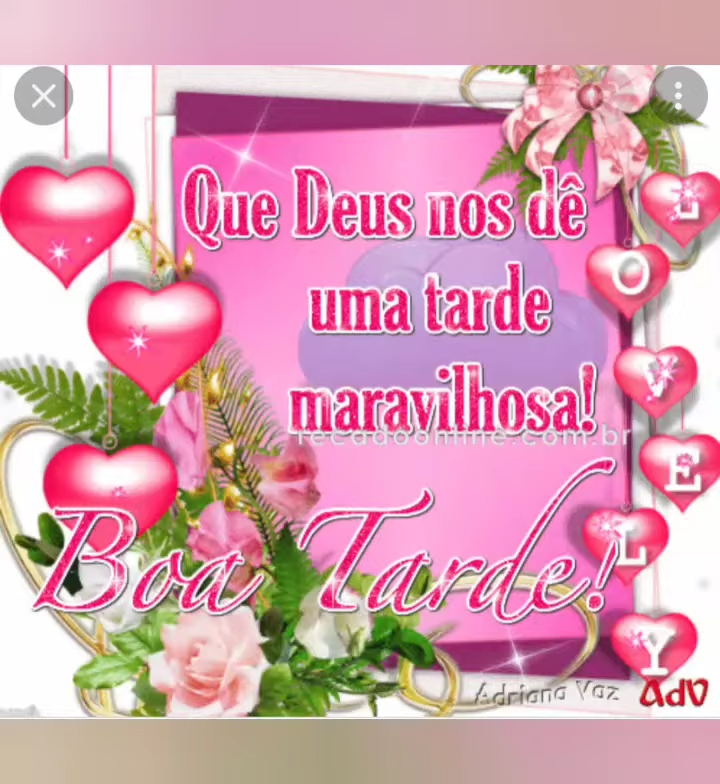 Que Deus nos dê
uma tarde
maravilhosa!
recadoonline.com.br
Boa Tarde!
L
O
V
E
L
Y
Adriana Vaz
AdV